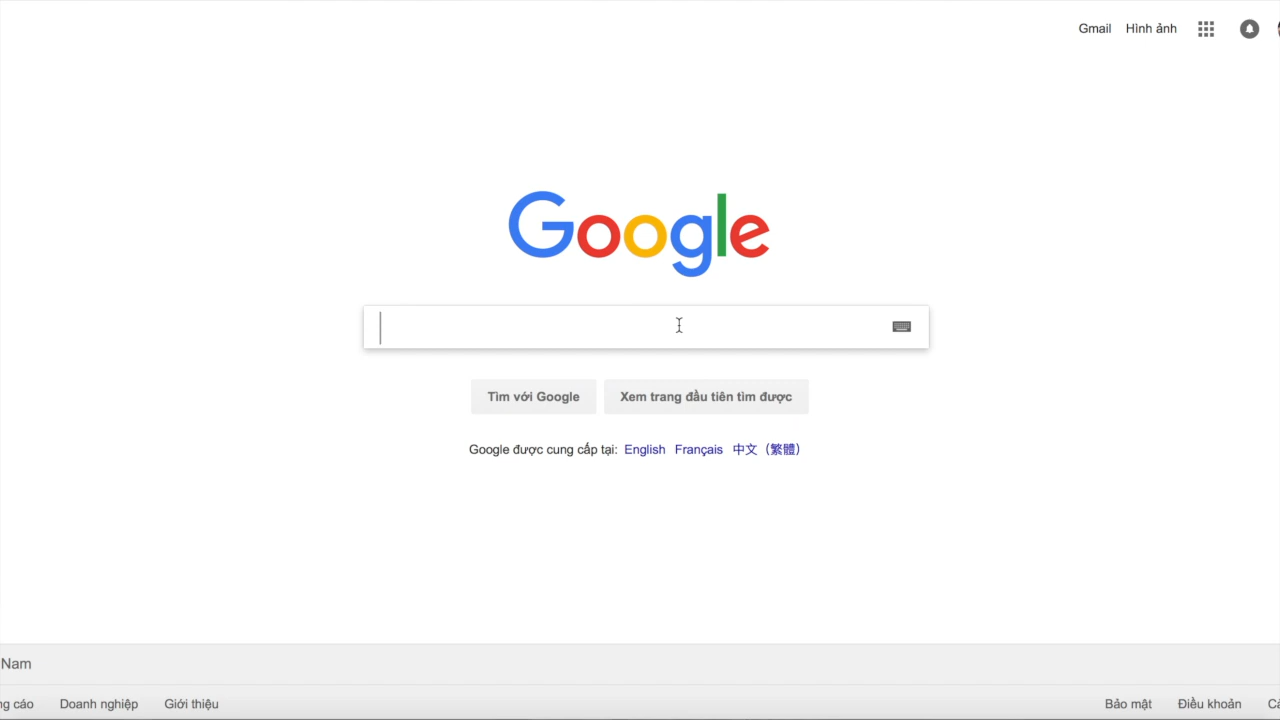 Gmail Hình ảnh
Google
Tìm với Google Xem trang đầu tiên tìm được
Google được cung cấp tại: English Français 中文（繁體）
Nam
cáo Doanh nghiệp Giới thiệu Bảo mật Điều khoản